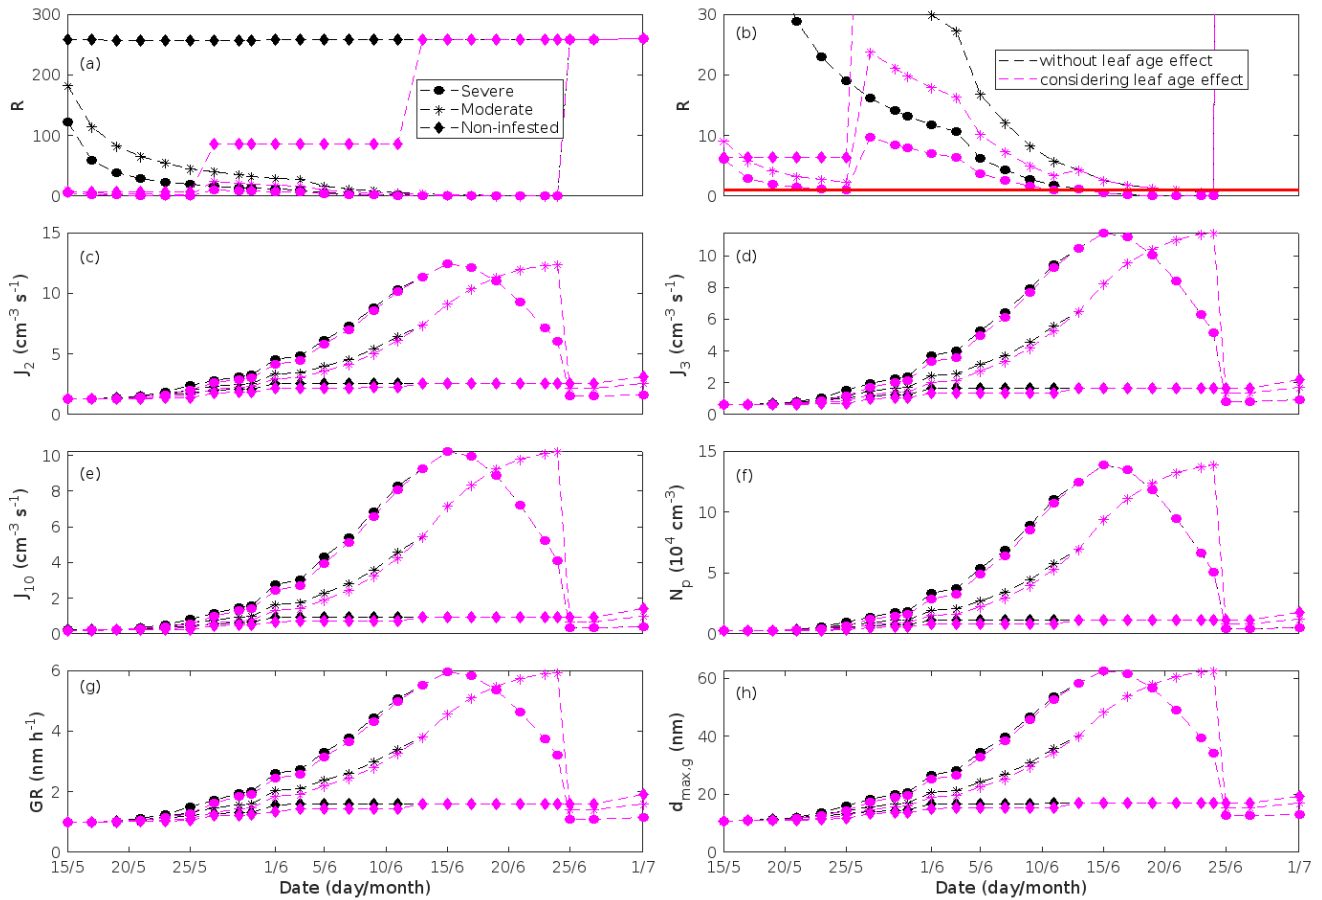 300
200
100
0
R
(a)
Severe
Moderate
Non-infested
30
20
10
0
R
(b)
without leaf age effect
considering leaf age effect
15
10
5
0
J2 (cm-3 s-1)
(c)
10
8
6
4
2
0
J3 (cm-3 s-1)
(d)
10
8
6
4
2
0
J10 (cm-3 s-1)
(e)
15
10
5
0
Np (10^4 cm-3)
(f)
6
4
2
0
GR (nm h-1)
(g)
15/5
20/5
25/5
1/6
5/6
10/6
15/6
20/6
25/6
1/7
Date (day/month)
60
40
20
0
dmax,g (nm)
(h)
15/5
20/5
25/5
1/6
5/6
10/6
15/6
20/6
25/6
1/7
Date (day/month)